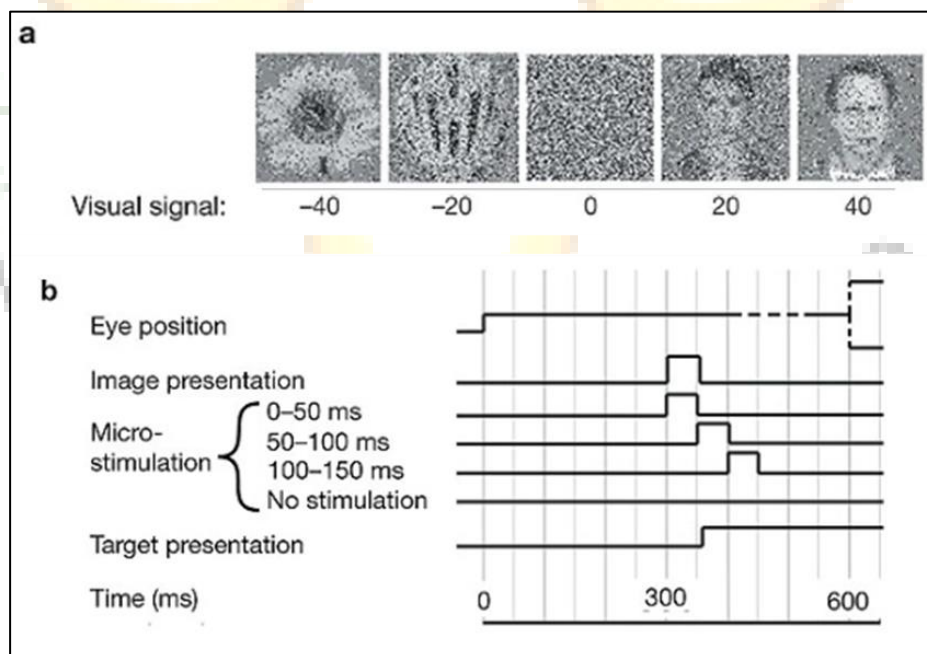 a
Visual signal: –40 –20 0 20 40
b
Eye position
Image presentation
Micro-
stimulation
0–50 ms
50–100 ms
100–150 ms
No stimulation
Target presentation
Time (ms) 0 300 600